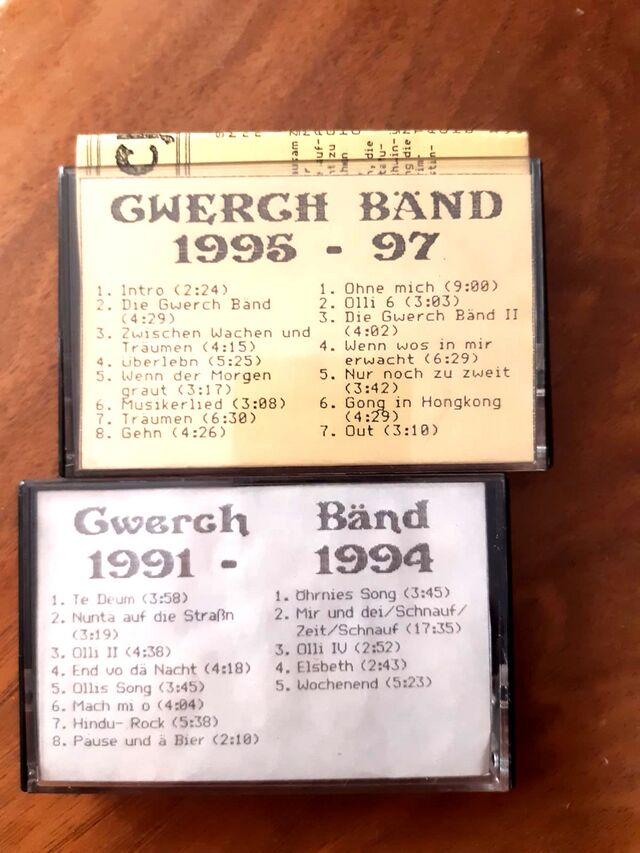 GWERCH BÄND
1995 - 97
1. Intro (2:24)
2. Die Gwerch Band
(4:29)
3. Zwischen Wachen und
Träumen (4:15)
4. überlebn (5:25)
5. Wenn der Morgen
graut (3:17)
6. Musikerlied (3:08)
7. Träumen (6:30)
8. Gehn (4:26)
1. Ohne mich (9:00)
2. Olli 6 (3:03)
3. Die Gwerch Bänd II
(4:02)
4. Wenn wos in mir
erwacht (6:29)
5. Nur noch zu zweit
(3:42)
6. Gong in Hongkong
(4:29)
7. Out (3:10)
Gwerch Bänd
1991 - 1994
1. Te Deum (3:58)
2. Nunta auf die Straßn
(3:19)
3. Olli II (4:38)
4. End vo dä Nacht (4:18)
5. Ollis Song (3:45)
6. Mach mi o (4:04)
7. Hindu- Rock (5:38)
8. Pause und ä Bier (2:10)
1. Öhrnies Song (3:45)
2. Mir und dei/Schnauf/
Zeit/Schnauf (17:35)
3. Olli IV (2:52)
4. Elsbeth (2:43)
5. Wochenend (5:23)